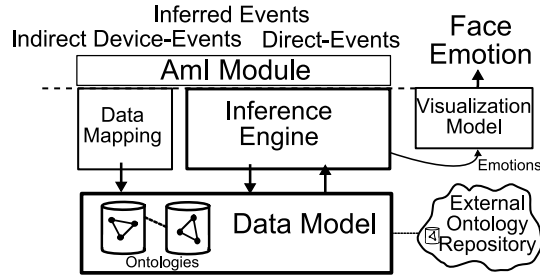 Inferred Events
Indirect Device-Events Direct-Events
AmI Module
Face
Emotion
Data
Mapping
Inference
Engine
Visualization
Model
Emotions
Data Model
Ontologies
External
Ontology
Repository